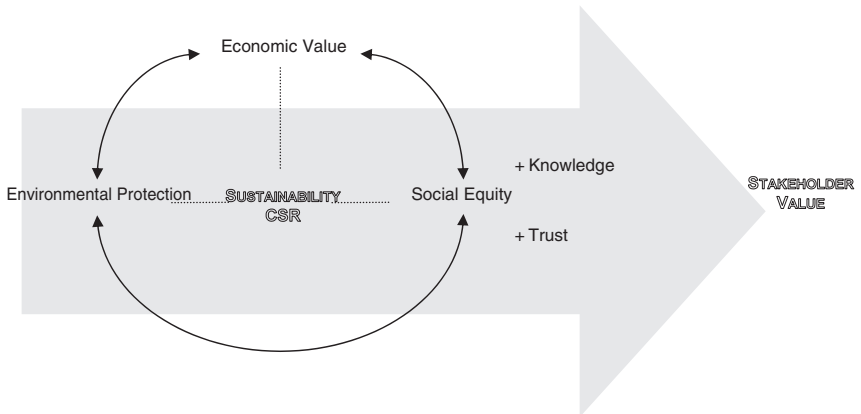 Economic Value
+ Knowledge
Environmental Protection
SUSTAINABILITY
CSR
Social Equity
STAKEHOLDER
VALUE
+ Trust